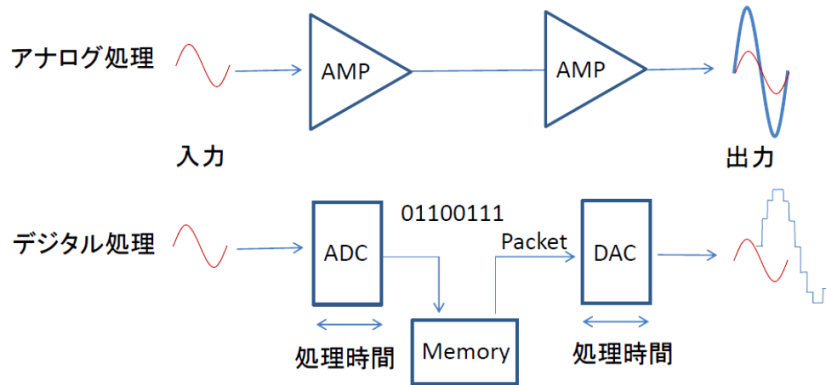 アナログ処理
AMP
AMP
入力
出力
デジタル処理
ADC
01100111
Packet
DAC
処理時間
Memory
処理時間